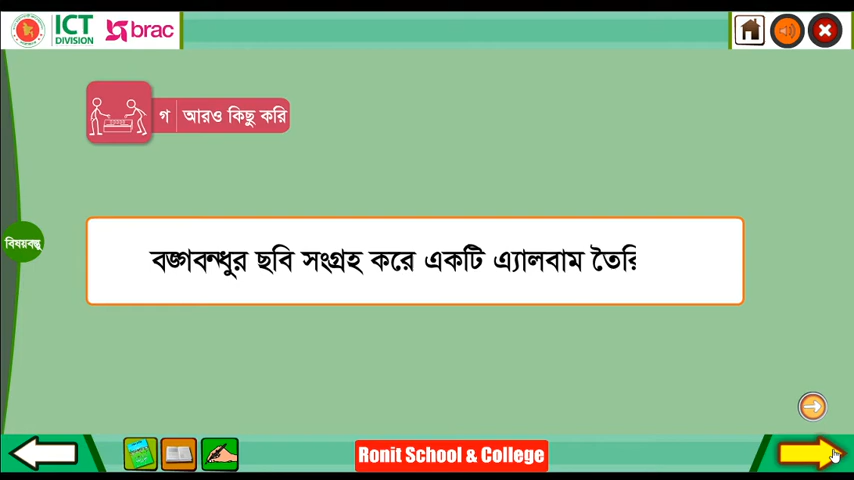 ICT
DIVISION
brac
গ আরও কিছু করি
বিষয়বস্তু
বঙ্গবন্ধুর ছবি সংগ্রহ করে একটি এ্যালবাম তৈরি
Ronit School & College